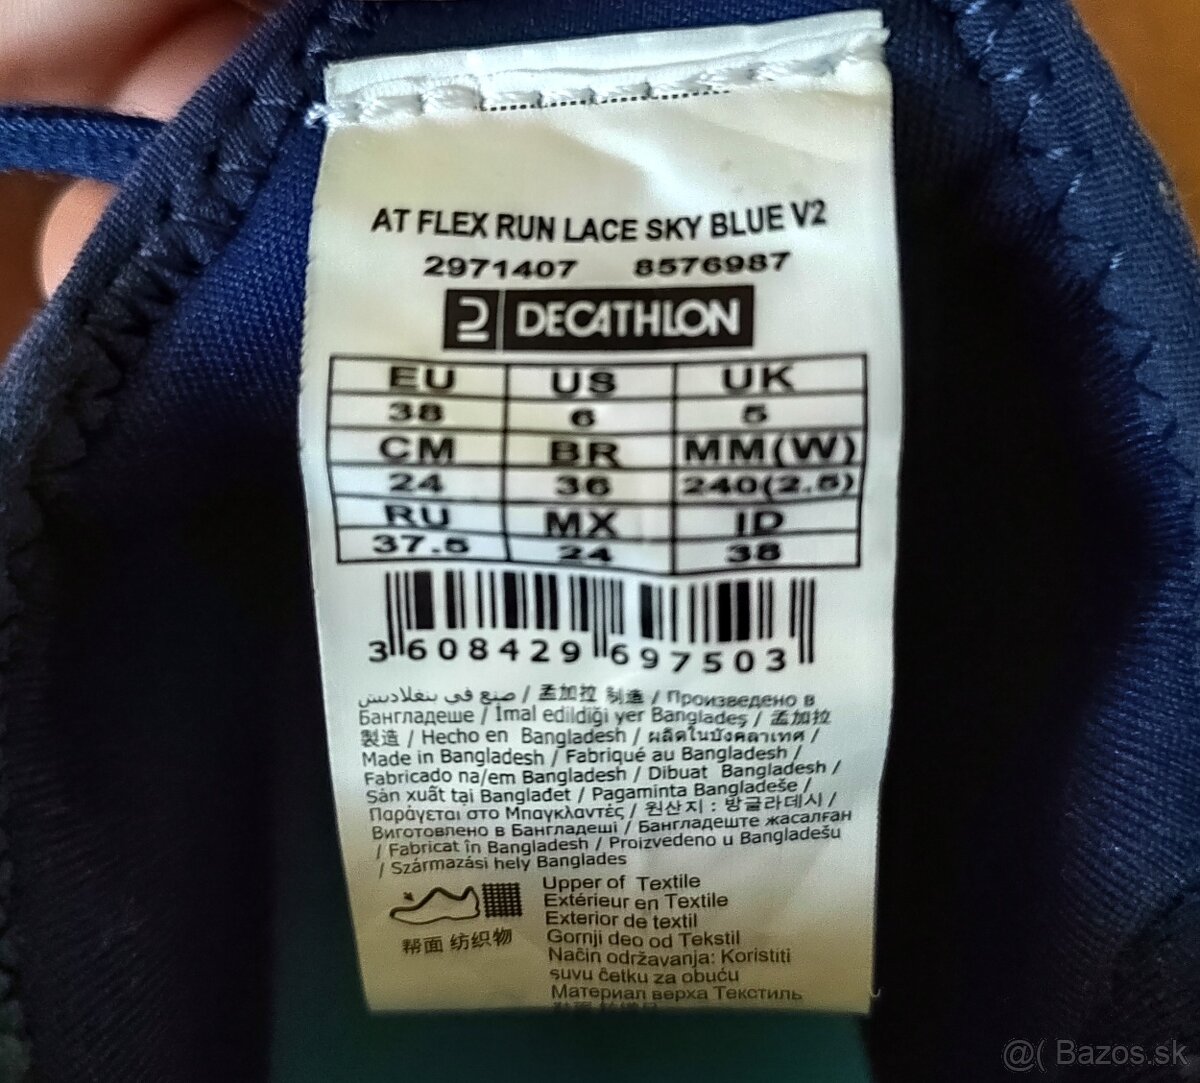 AT FLEX RUN LACE SKY BLUE V2
2971407 8576987
DECATHLON
EU US UK
38 6 5
CM BR MM(W)
24 36 240(2.5)
RU MX ID
37.5 24 38
3 608429 697503
صنع في بنغلاديش / 孟加拉 制造 / Произведено в
Бангладеше / İmal edildiği yer Bangladeş / 孟加拉
製造 / Hecho en Bangladesh / ผลิตในบังคลาเทศ /
Made in Bangladesh / Fabriqué au Bangladesh /
Fabricado na/em Bangladesh / Dibuat Bangladesh /
Sản xuất tại Banglađet / Pagaminta Bangladeše /
Παράγεται στο Μπαγκλαντές / 원산지 : 방글라데시 /
Виготовлено в Бангладеші / Бангладеште жасалған
/ Fabricat în Bangladesh / Proizvedeno u Bangladešu
/ Származási hely Banglades
Upper of Textile
Extérieur en Textile
Exterior de textil
帮面 纺织物
Gornji deo od Tekstil
Način održavanja: Koristiti
suvu četku za obuću
Материал верха Текстиль
@( Bazos.sk